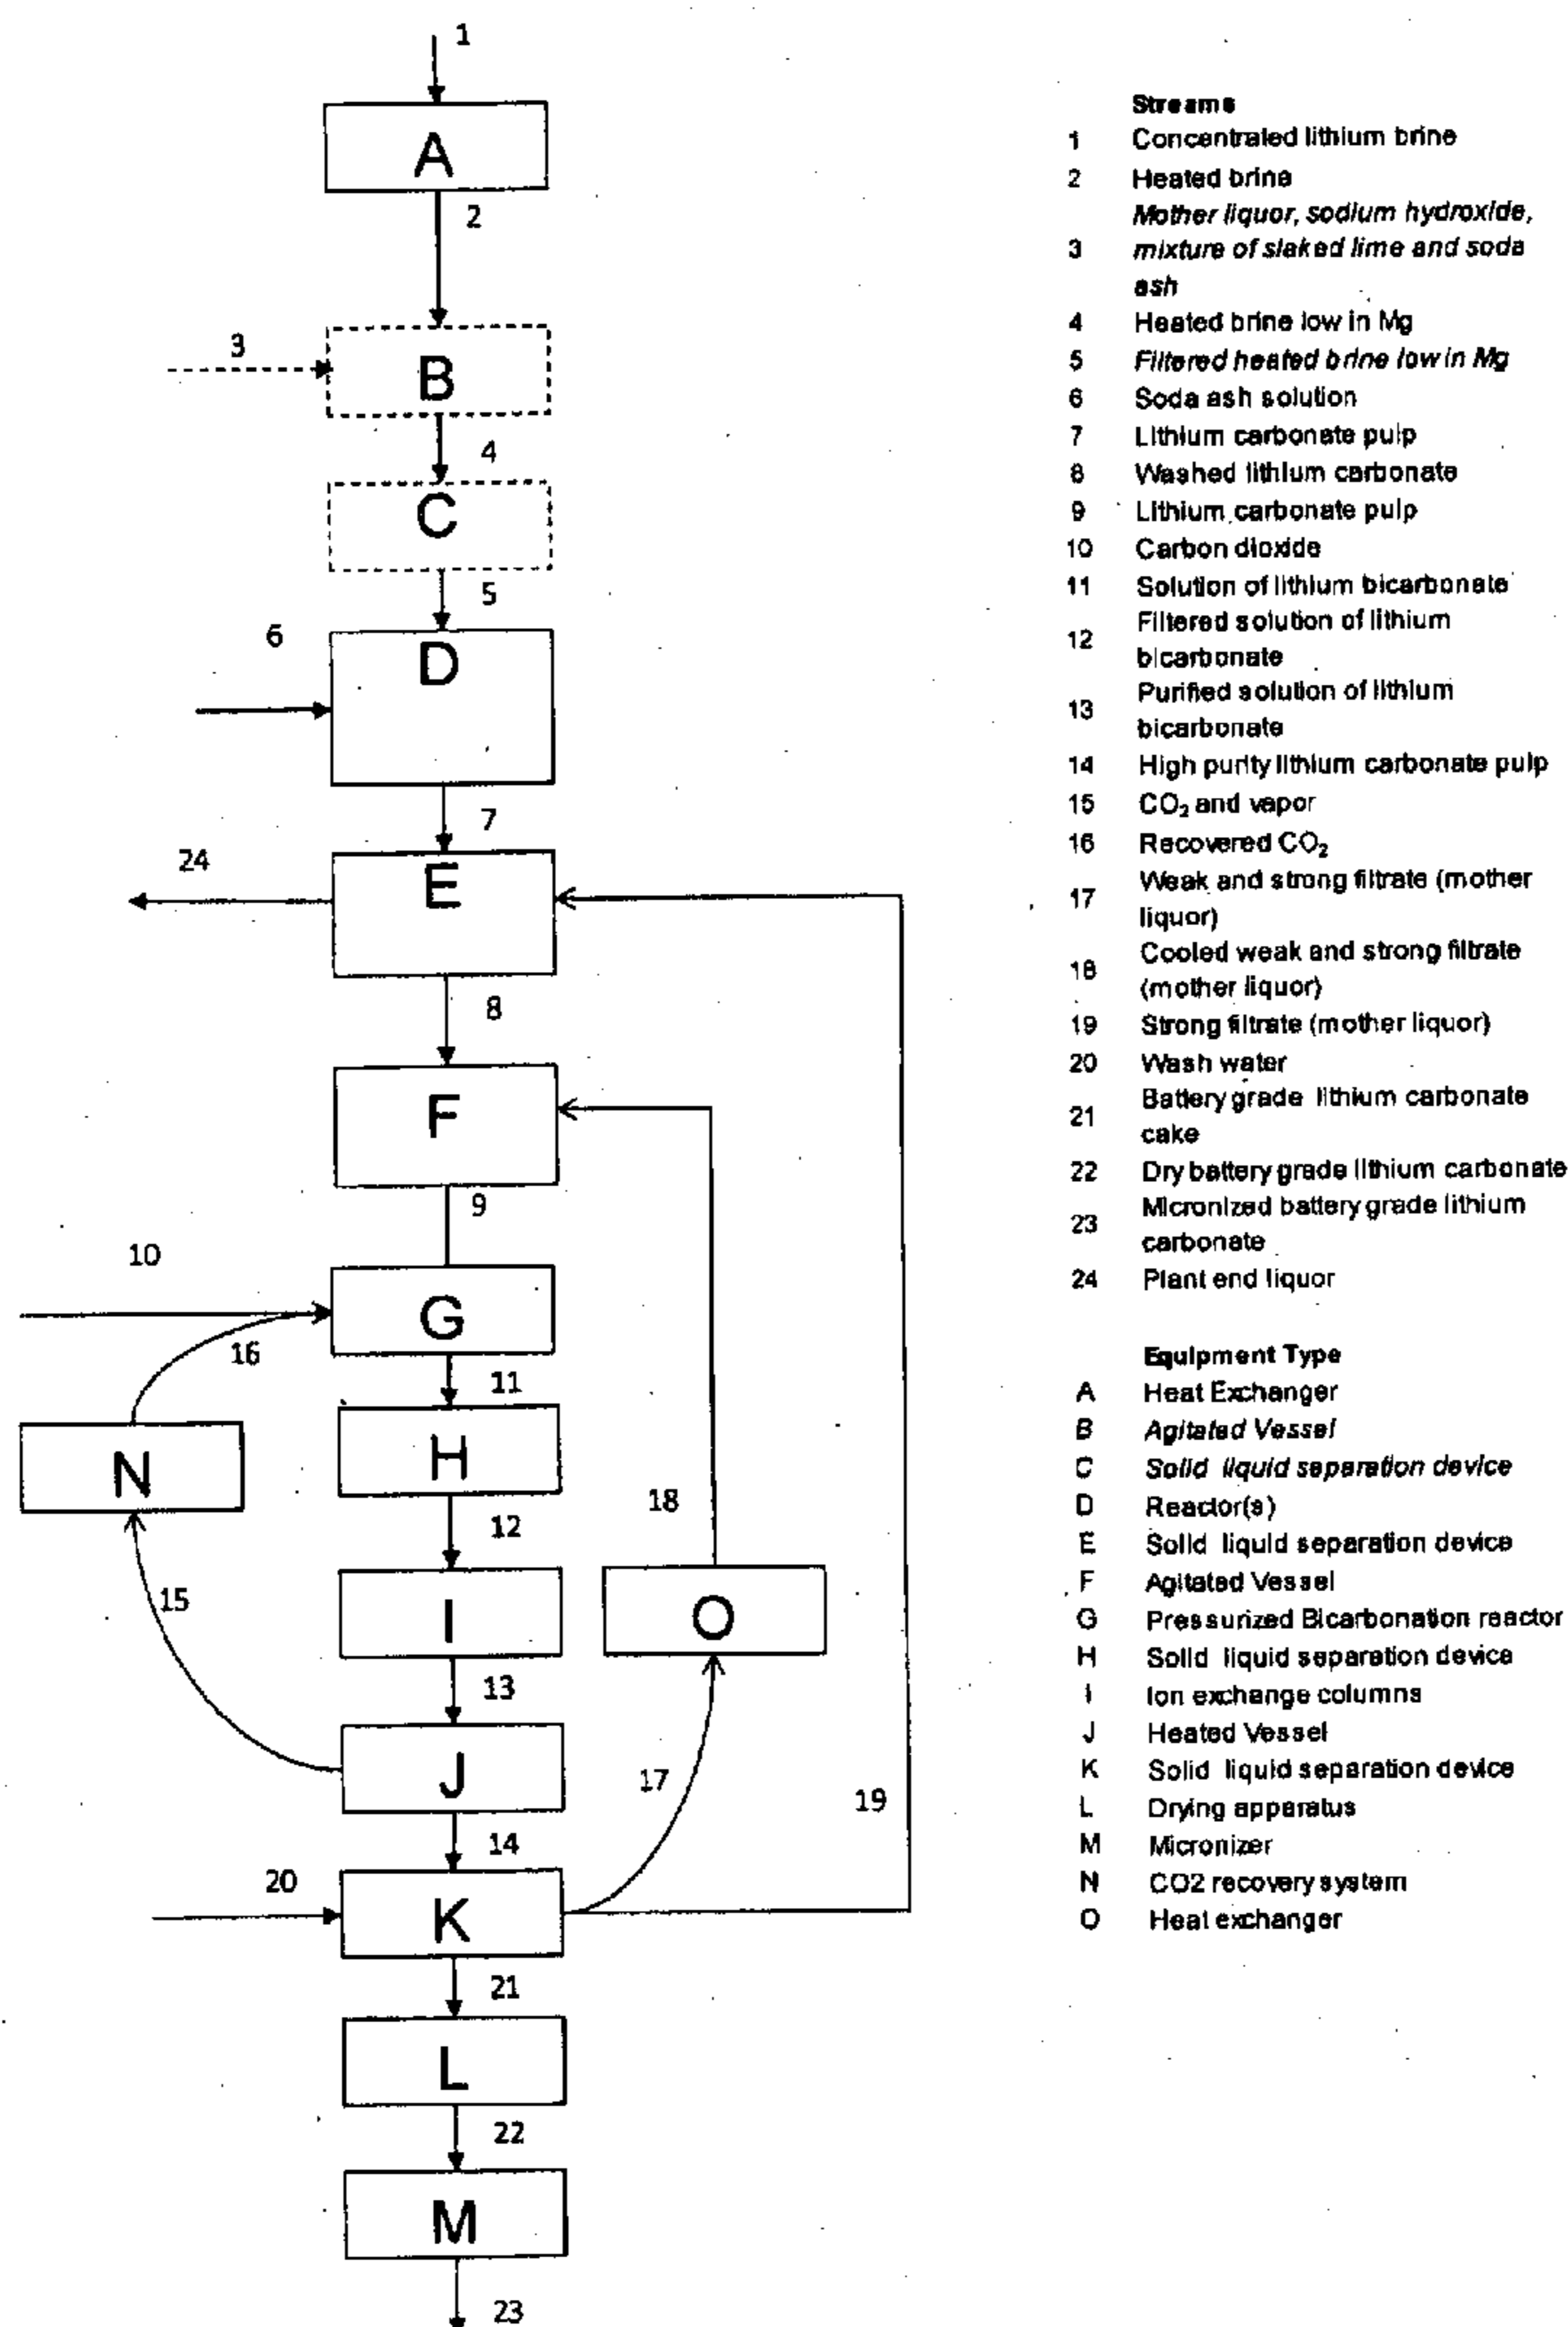 1
A
2
3
B
4
C
5
6
D
7
24
E
8
F
9
10
G
16
11
H
N
12
18
15
I
O
13
J
17
19
14
20
K
21
L
22
M
23
Streams
1 Concentraled lithium brine
2 Heated brine
Mother liquor, sodium hydroxide,
3 mixture of slaked lime and soda
ash
4 Heated brine low in Mg
5 Filtered heated brine low in Mg
6 Soda ash solution
7 Lithium carbonate pulp
8 Washed lithium carbonate
9 Lithium carbonate pulp
10 Carbon dioxide
11 Solution of lithium bicarbonate
Filtered solution of lithium
12
bicarbonate
Purified solution of lithium
13
bicarbonate
14 High purity lithium carbonate pulp
15 CO₂ and vapor
16 Recovered CO₂
Weak and strong filtrate (mother
17
liquor)
Cooled weak and strong filtrate
18
(mother liquor)
19 Strong filtrate (mother liquor)
20 Wash water
Battery grade lithium carbonate
21
cake
22 Dry battery grade lithium carbonate
Micronized battery grade lithium
23
carbonate
24 Plant end liquor
Equipment Type
A Heat Exchanger
B Agitated Vessel
C Solid liquid separation device
D Reactor(s)
E Solid liquid separation device
F Agitated Vessel
G Pressurized Bicarbonation reactor
H Solid liquid separation device
I Ion exchange columns
J Heated Vessel
K Solid liquid separation device
L Drying apparatus
M Micronizer
N CO2 recovery system
O Heat exchanger